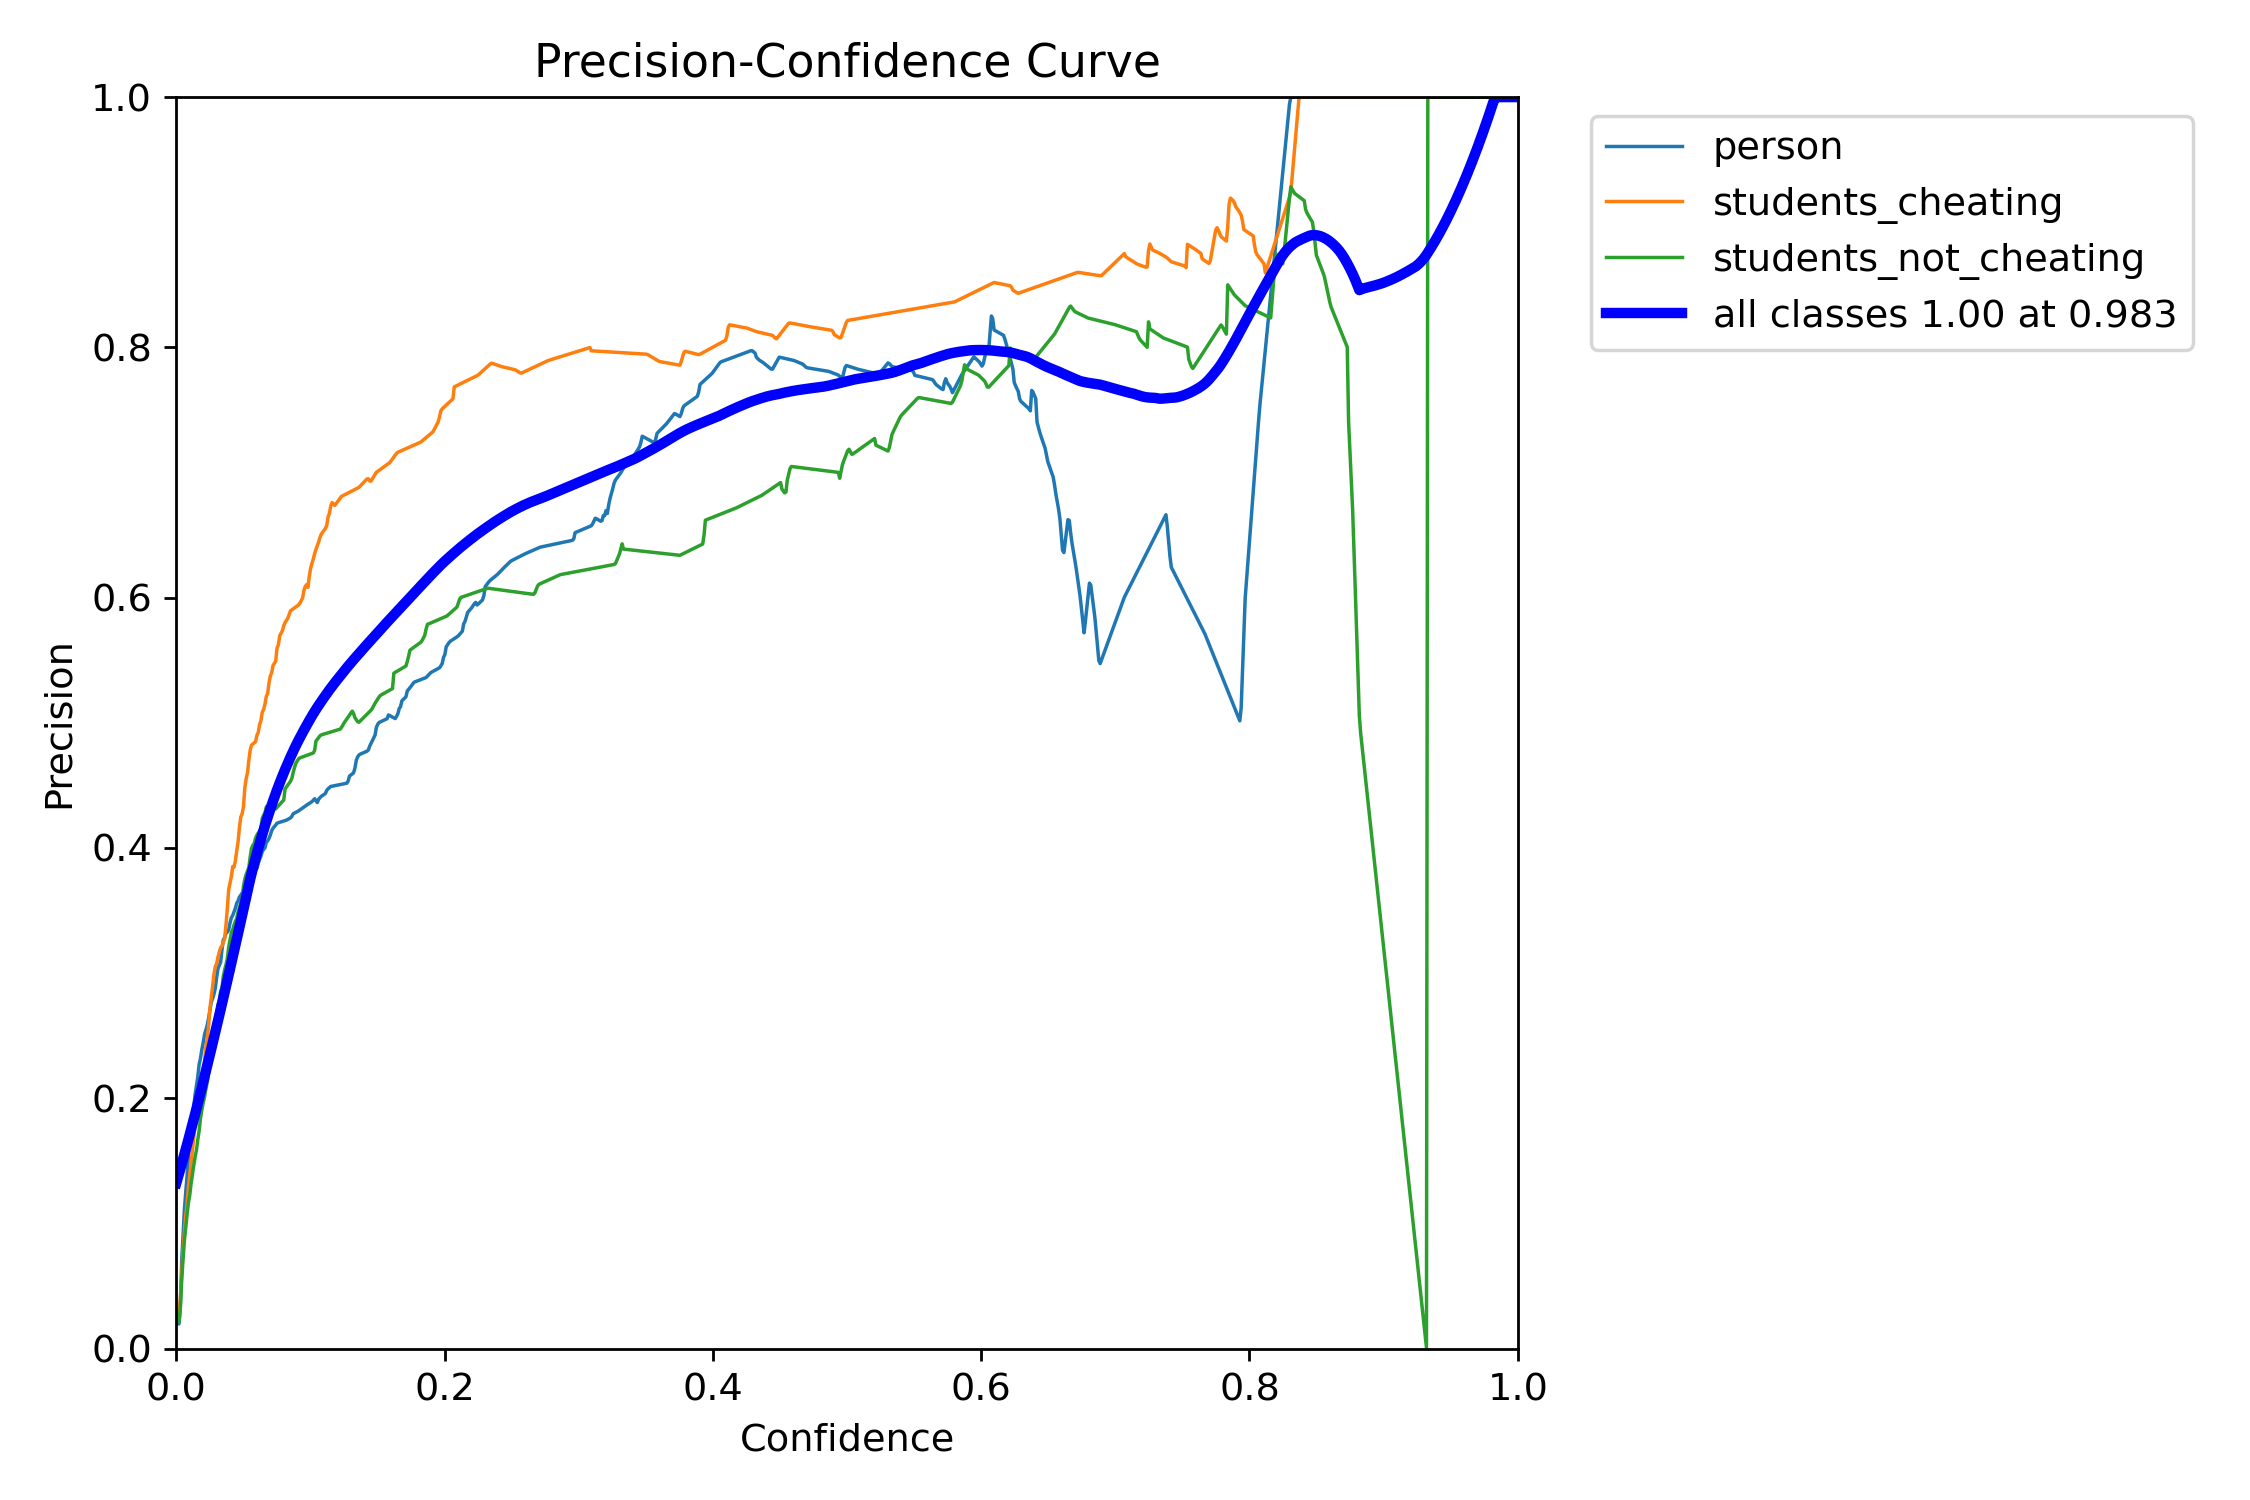 Precision-Confidence Curve
1.0
0.8
0.6
0.4
0.2
0.0
Precision
0.0 0.2 0.4 0.6 0.8 1.0
Confidence
person
students_cheating
students_not_cheating
all classes 1.00 at 0.983